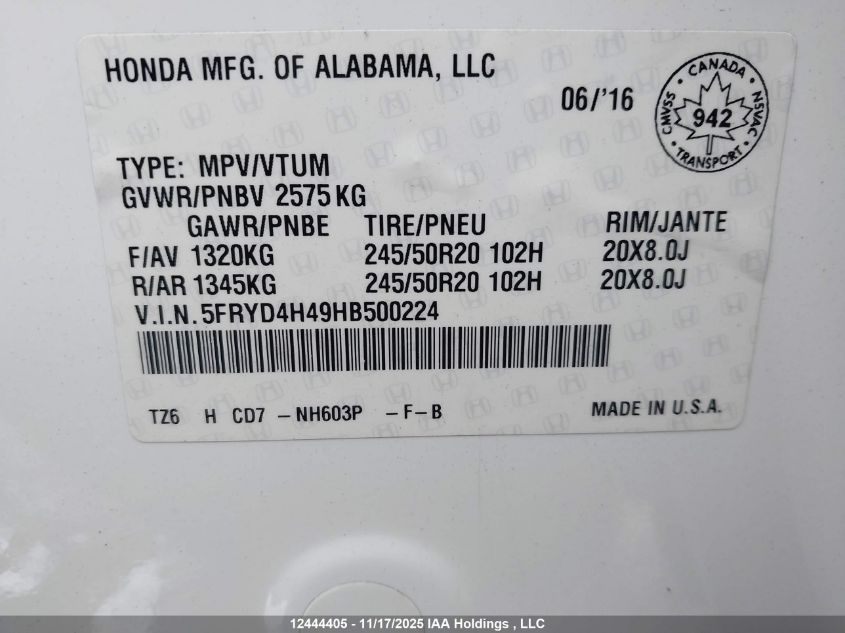 HONDA MFG. OF ALABAMA, LLC
06/'16
CANADA
CMVSS
942
NSVAC
TRANSPORT
TYPE: MPV/VTUM
GVWR/PNBV 2575 KG
GAWR/PNBE TIRE/PNEU RIM/JANTE
F/AV 1320KG 245/50R20 102H 20X8.0J
R/AR 1345KG 245/50R20 102H 20X8.0J
V.I.N. 5FRYD4H49HB500224
TZ6 H CD7 -NH603P -F-B MADE IN U.S.A.
12444405 - 11/17/2025 IAA Holdings , LLC